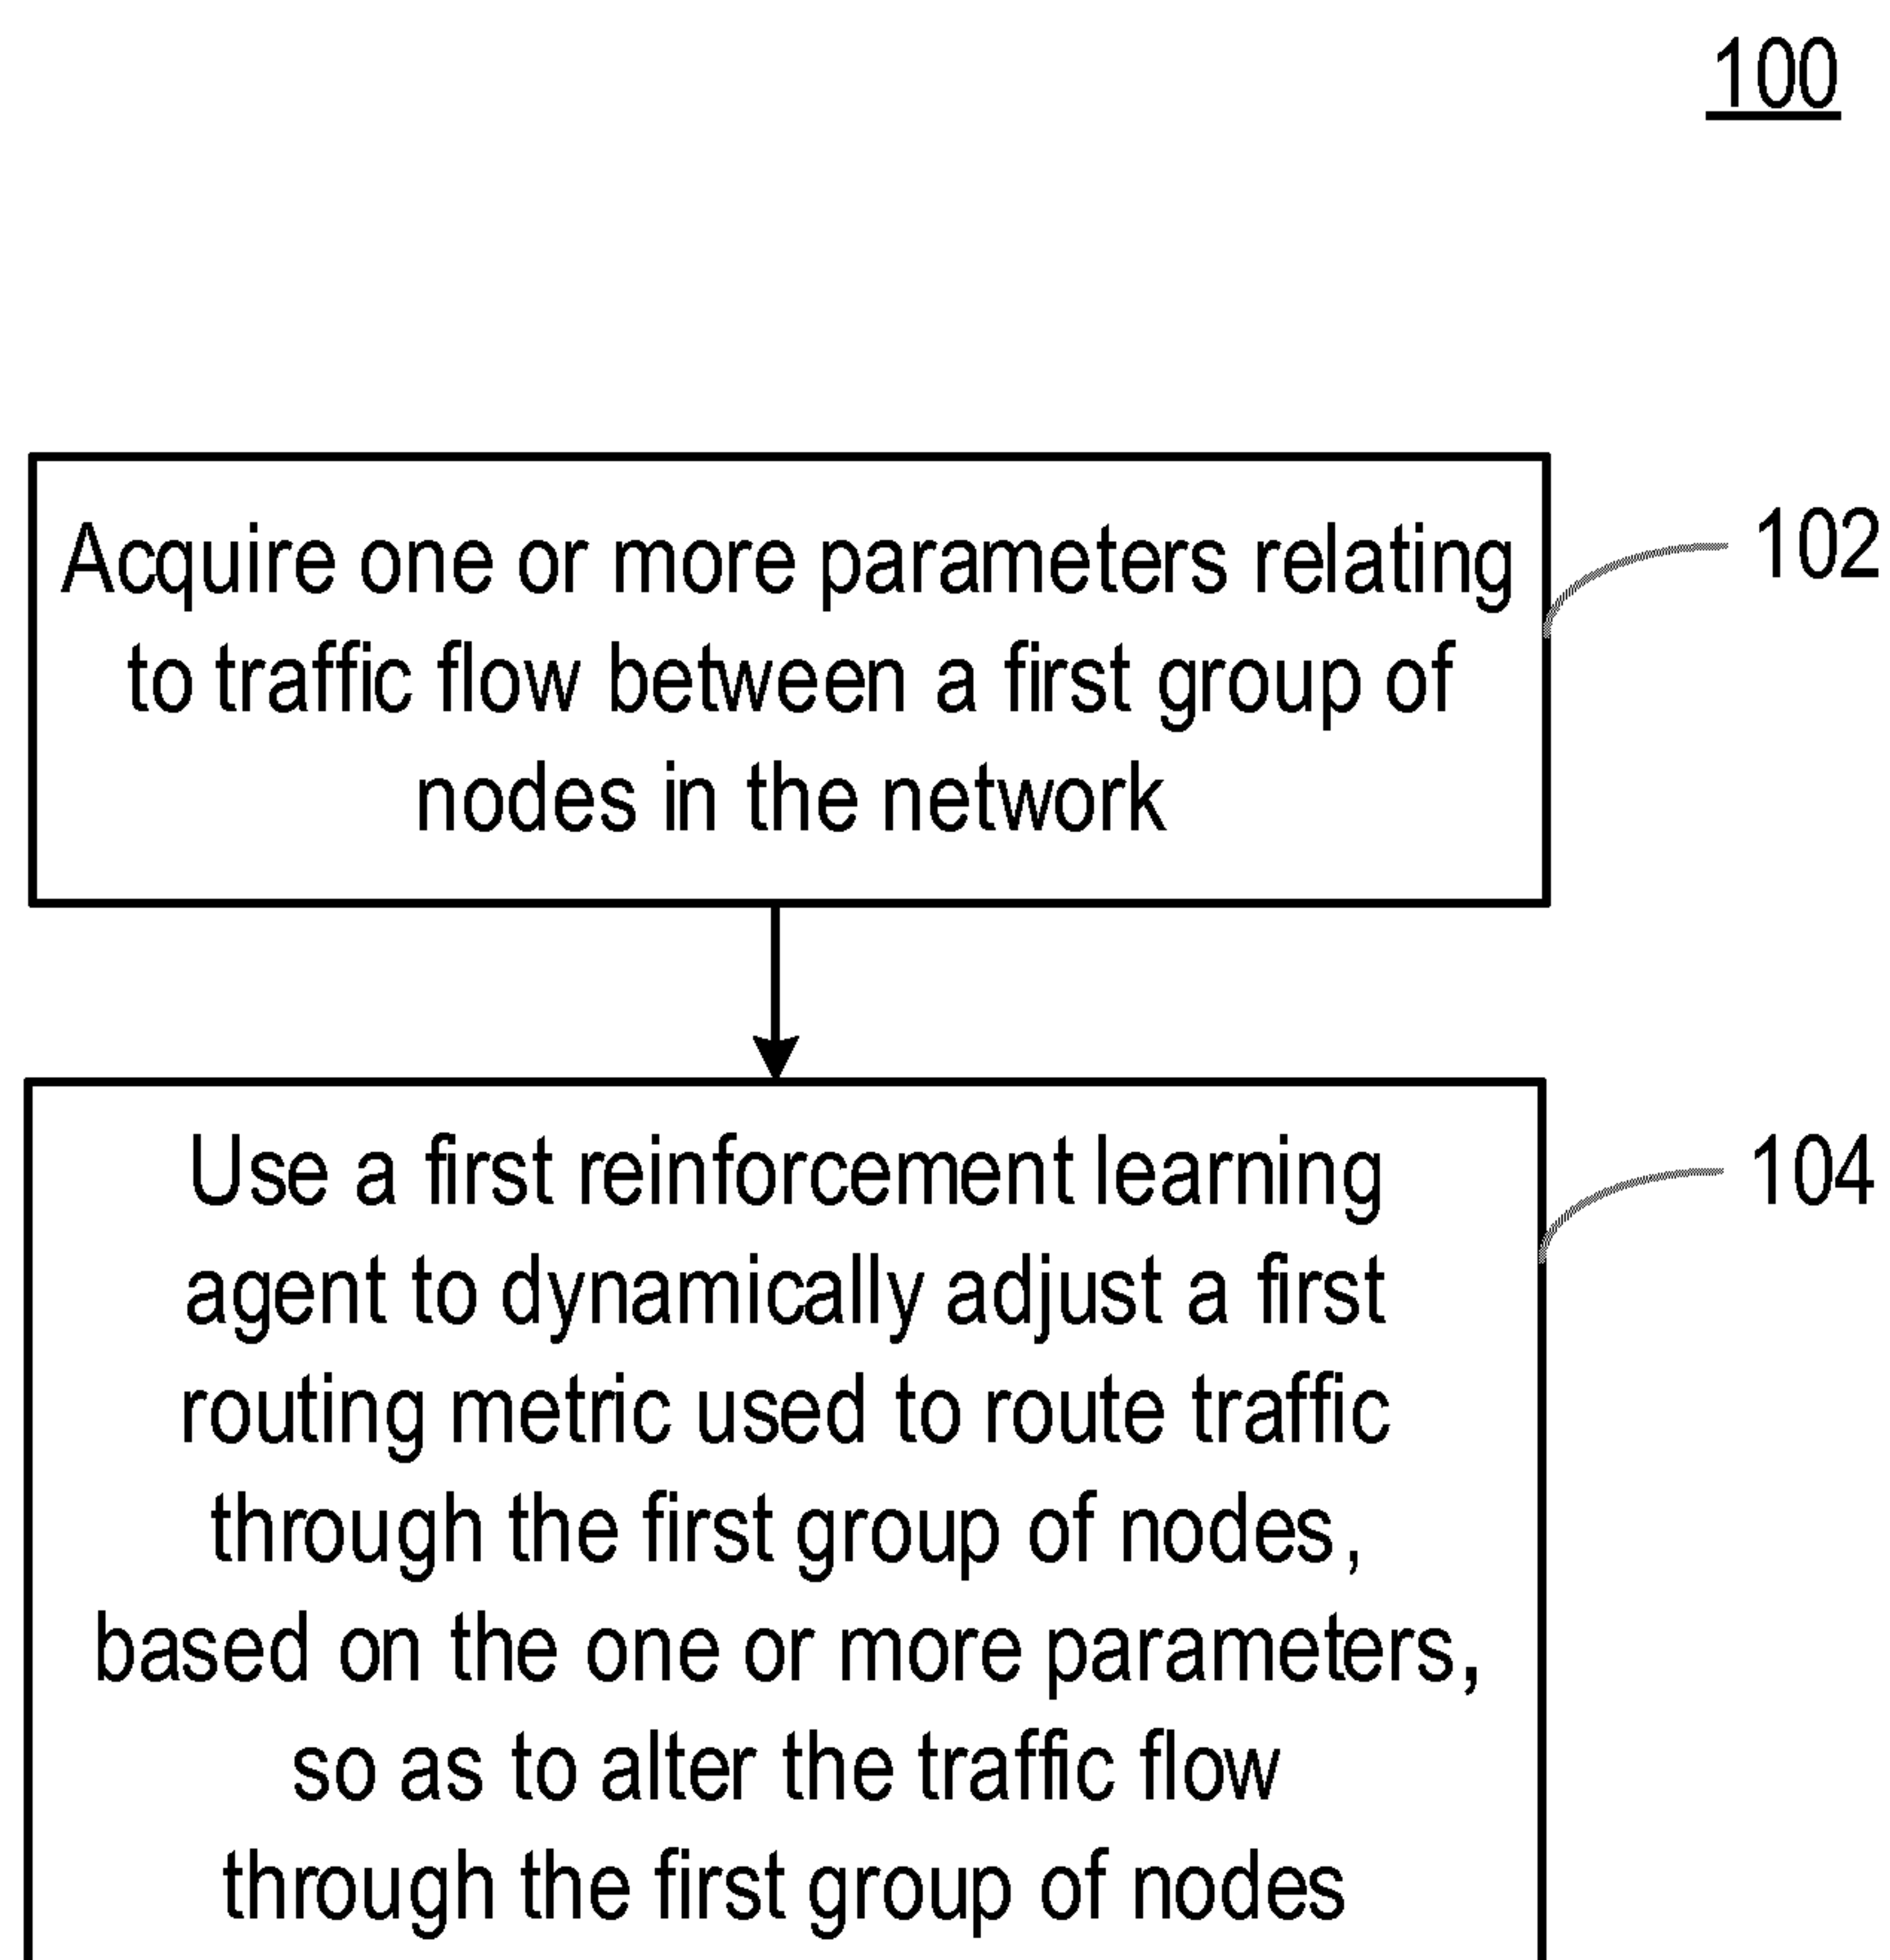 100
Acquire one or more parameters relating
to traffic flow between a first group of
nodes in the network
102
Use a first reinforcement learning
agent to dynamically adjust a first
routing metric used to route traffic
through the first group of nodes,
based on the one or more parameters,
so as to alter the traffic flow
through the first group of nodes
104